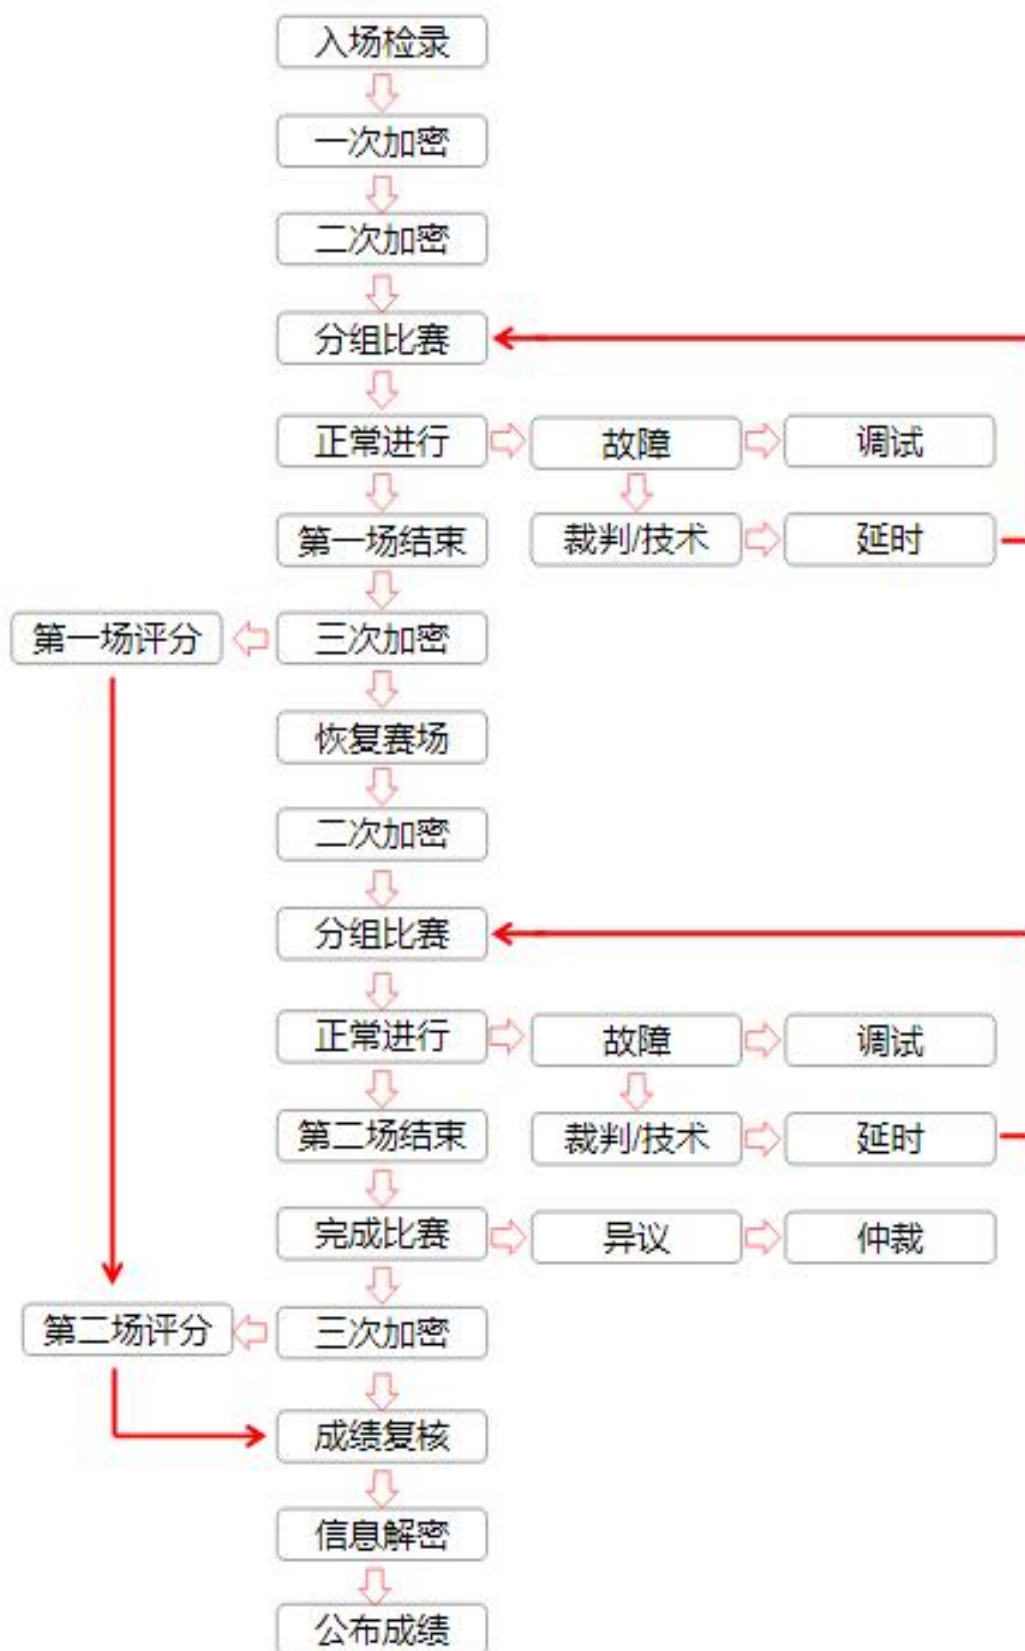 入场检录
一次加密
二次加密
分组比赛
正常进行
故障
调试
第一场结束
裁判/技术
延时
第一场评分
三次加密
恢复赛场
二次加密
分组比赛
正常进行
故障
调试
第二场结束
裁判/技术
延时
完成比赛
异议
仲裁
第二场评分
三次加密
成绩复核
信息解密
公布成绩